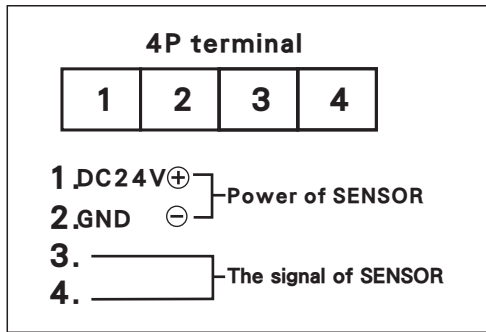 4P terminal
1 2 3 4
1.DC24V⊕
Power of SENSOR
2.GND ⊖
3.
The signal of SENSOR
4.